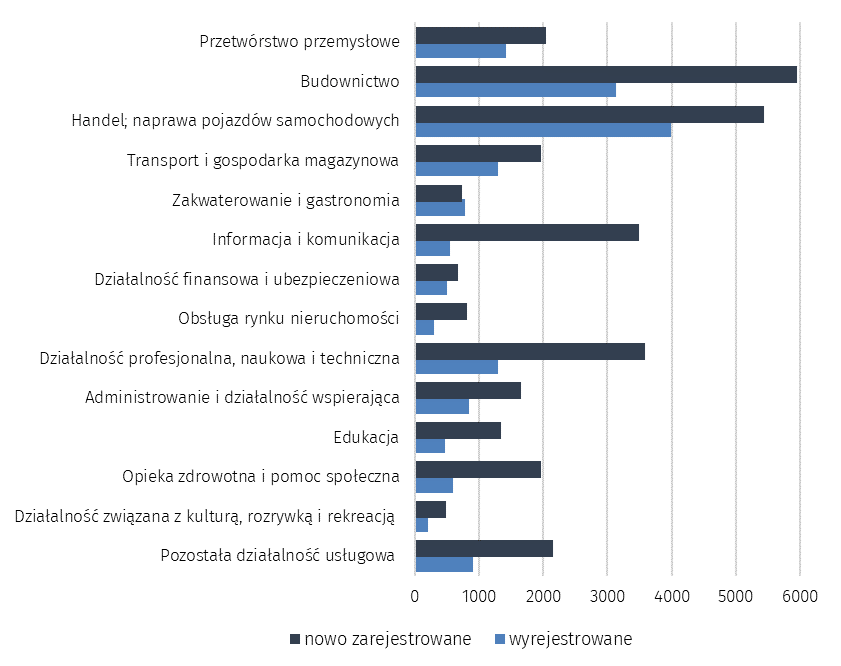 Przetwórstwo przemysłowe
Budownictwo
Handel; naprawa pojazdów samochodowych
Transport i gospodarka magazynowa
Zakwaterowanie i gastronomia
Informacja i komunikacja
Działalność finansowa i ubezpieczeniowa
Obsługa rynku nieruchomości
Działalność profesjonalna, naukowa i techniczna
Administrowanie i działalność wspierająca
Edukacja
Opieka zdrowotna i pomoc społeczna
Działalność związana z kulturą, rozrywką i rekreacją
Pozostała działalność usługowa
0 1000 2000 3000 4000 5000 6000
nowo zarejestrowane wyrejestrowane